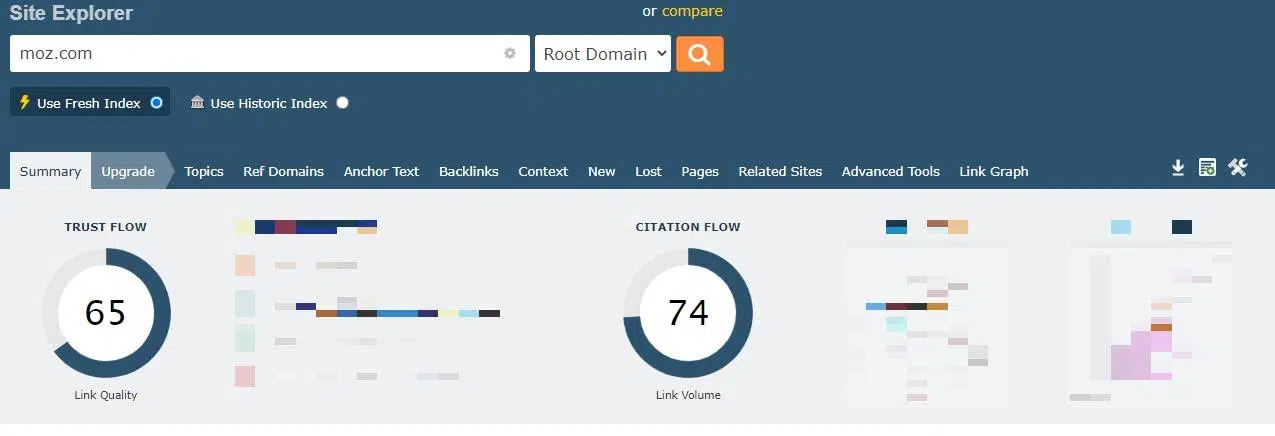 Site Explorer
or compare
moz.com
Root Domain
Use Fresh Index
Use Historic Index
Summary Upgrade Topics Ref Domains Anchor Text Backlinks Context New Lost Pages Related Sites Advanced Tools Link Graph
TRUST FLOW
65
Link Quality
CITATION FLOW
74
Link Volume